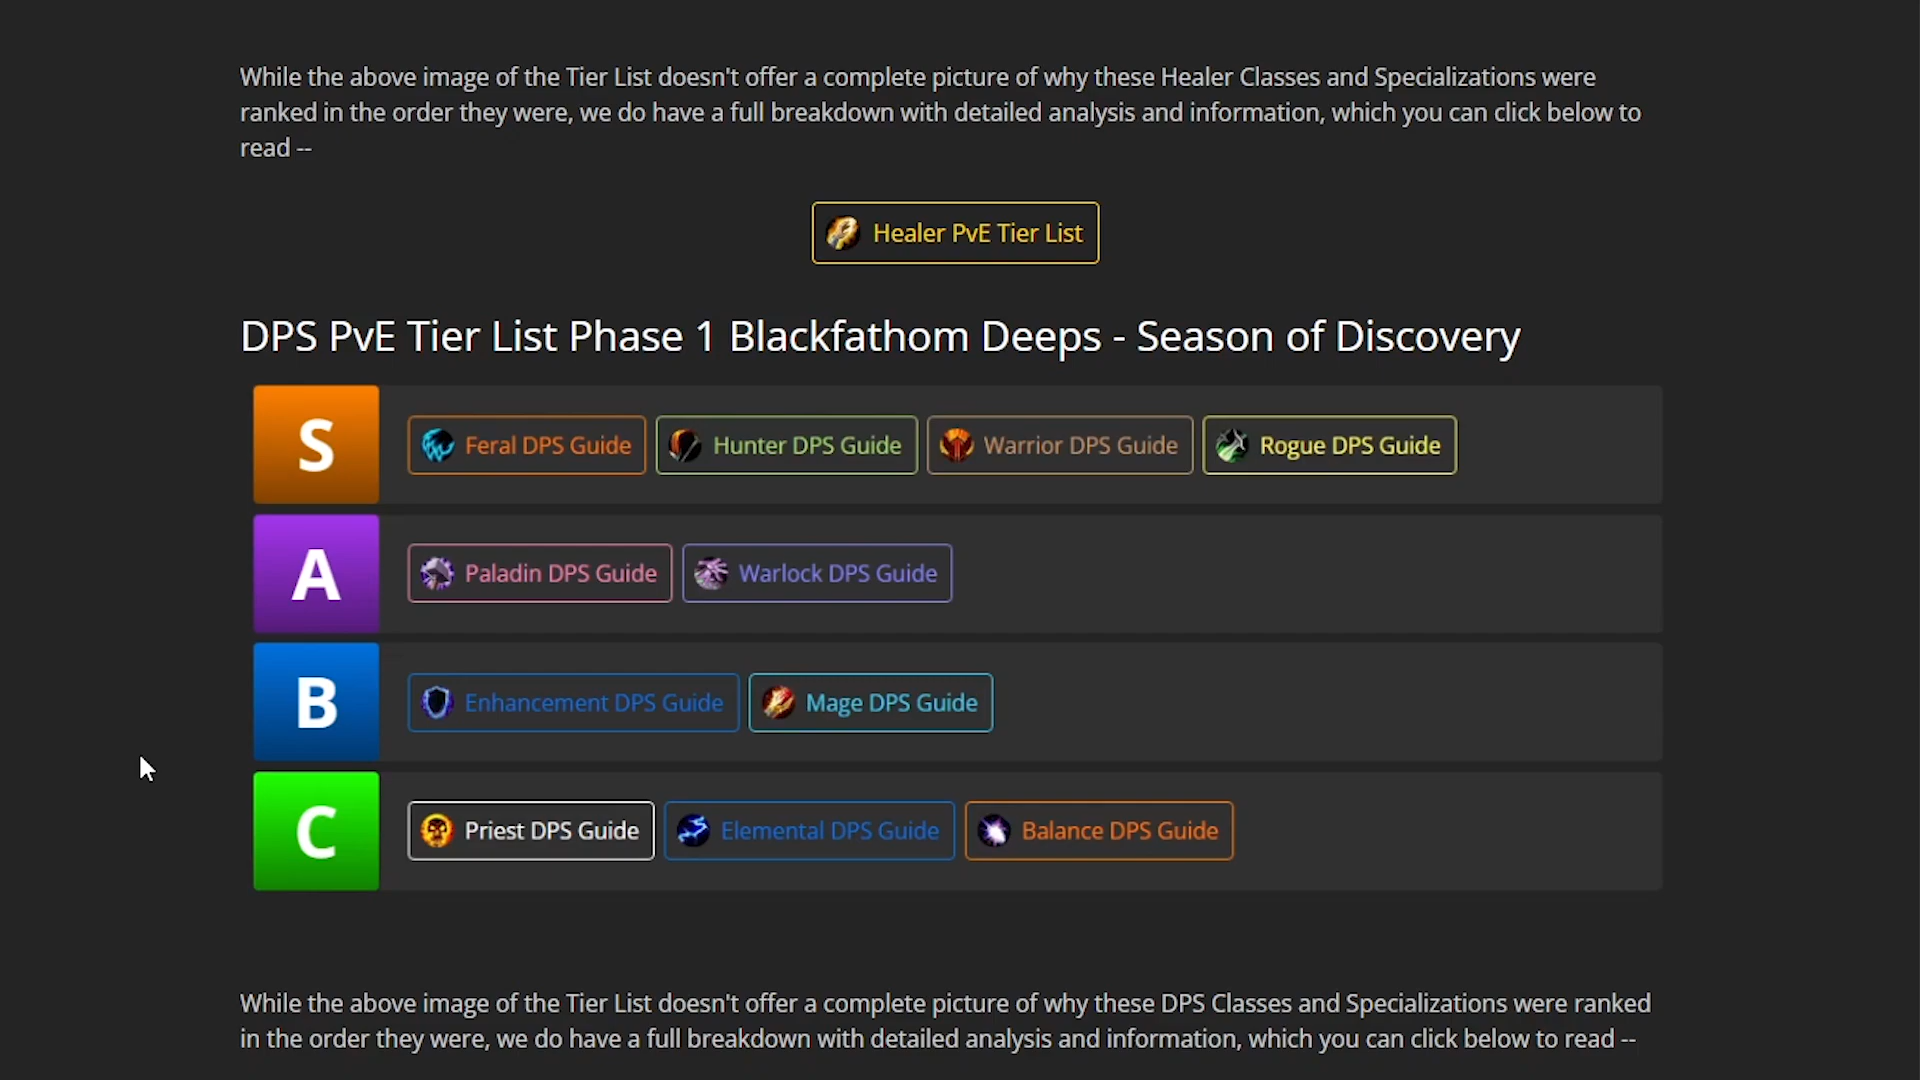 While the above image of the Tier List doesn't offer a complete picture of why these Healer Classes and Specializations were
ranked in the order they were, we do have a full breakdown with detailed analysis and information, which you can click below to
read --
Healer PvE Tier List
DPS PvE Tier List Phase 1 Blackfathom Deeps - Season of Discovery
S Feral DPS Guide Hunter DPS Guide Warrior DPS Guide Rogue DPS Guide
A Paladin DPS Guide Warlock DPS Guide
B Enhancement DPS Guide Mage DPS Guide
C Priest DPS Guide Elemental DPS Guide Balance DPS Guide
While the above image of the Tier List doesn't offer a complete picture of why these DPS Classes and Specializations were ranked
in the order they were, we do have a full breakdown with detailed analysis and information, which you can click below to read --